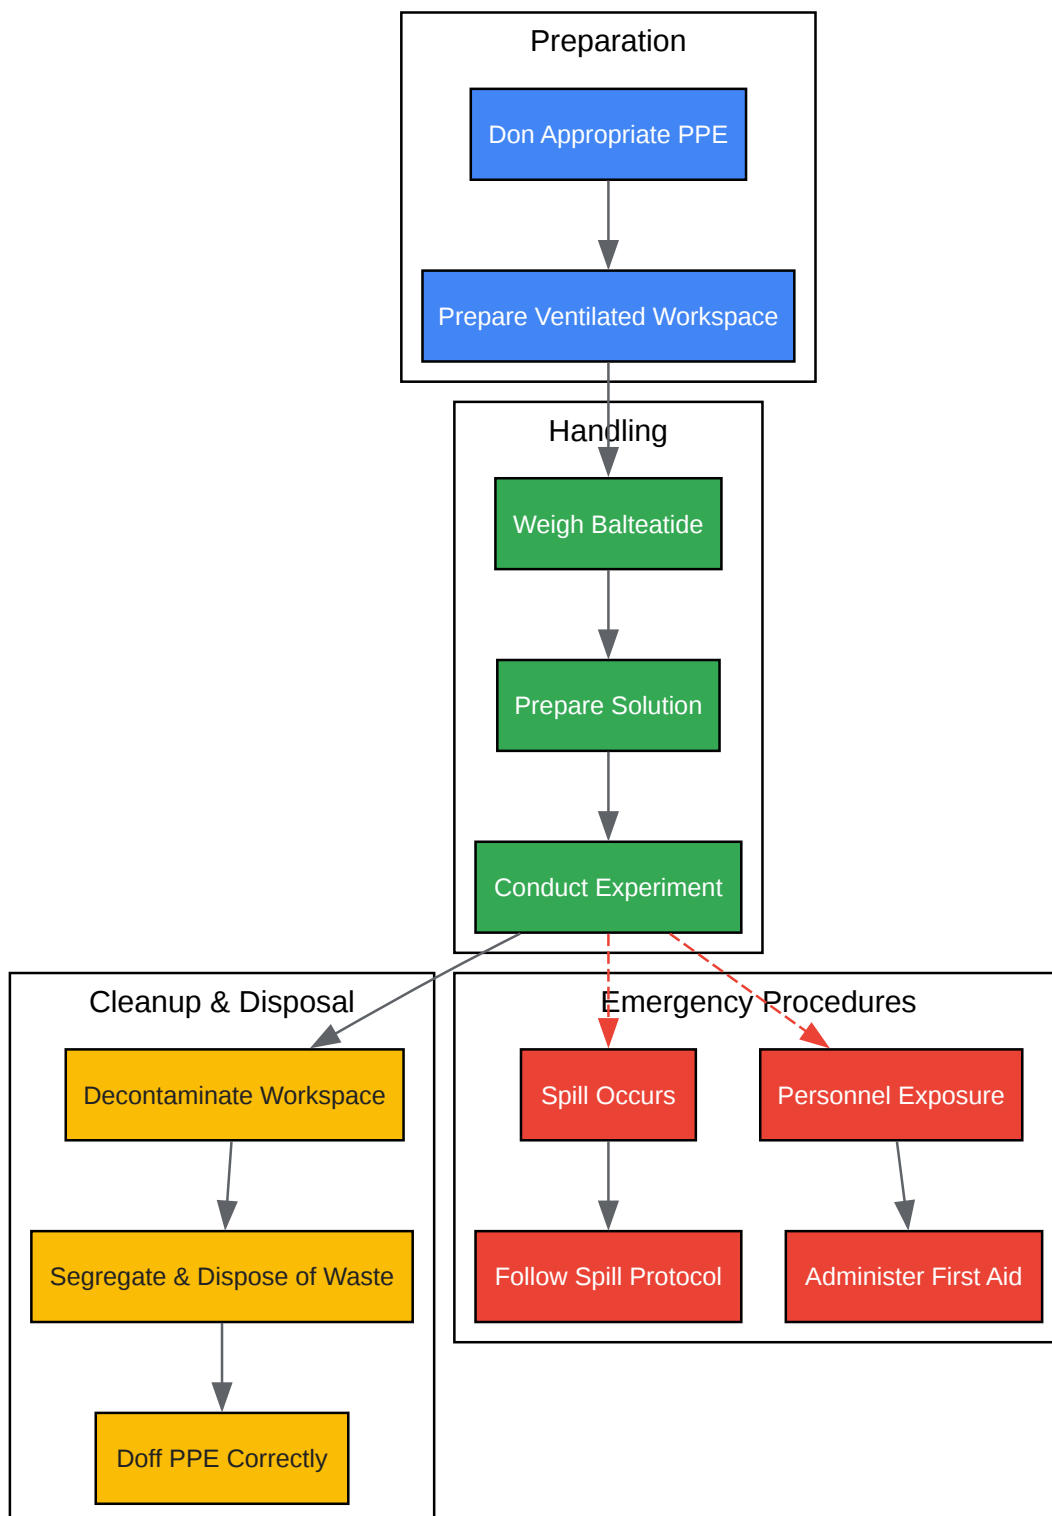 Preparation
Don Appropriate PPE
Prepare Ventilated Workspace
Handling
Weigh Balteatide
Prepare Solution
Conduct Experiment
Cleanup & Disposal
Decontaminate Workspace
Segregate & Dispose of Waste
Doff PPE Correctly
Emergency Procedures
Spill Occurs
Personnel Exposure
Follow Spill Protocol
Administer First Aid